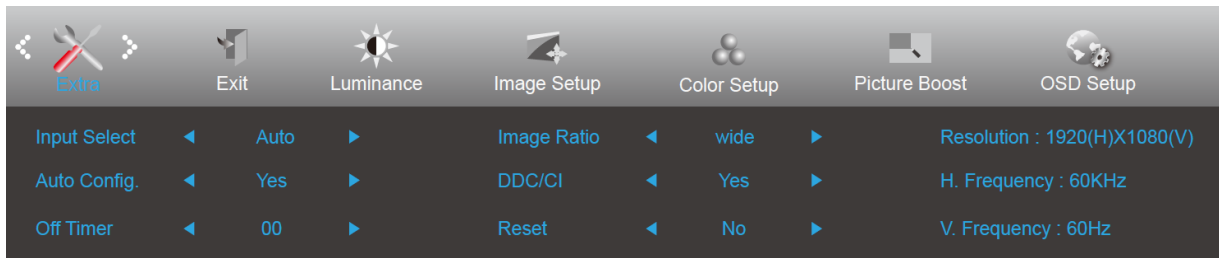 Extra Exit Luminance Image Setup Color Setup Picture Boost OSD Setup
Input Select Auto Image Ratio wide Resolution : 1920(H)X1080(V)
Auto Config. Yes DDC/CI Yes H. Frequency : 60KHz
Off Timer 00 Reset No V. Frequency : 60Hz